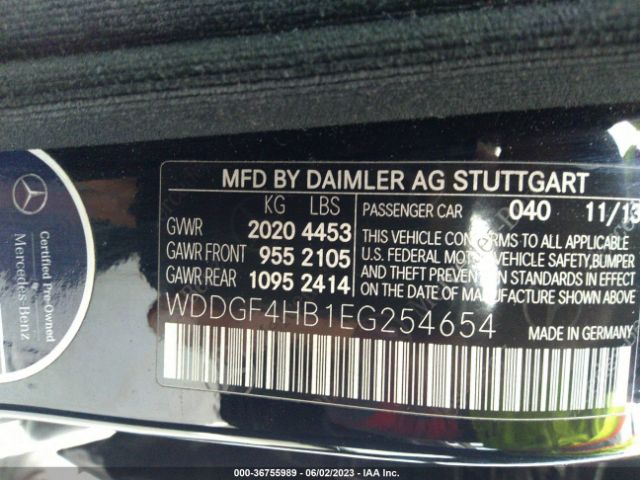 MFD BY DAIMLER AG STUTTGART
KG LBS
GVWR 2020 4453
GAWR FRONT 955 2105
GAWR REAR 1095 2414
PASSENGER CAR 040 11/13
THIS VEHICLE CONFORMS TO ALL APPLICABLE
U.S. FEDERAL MOTOR VEHICLE SAFETY,BUMPER
AND THEFT PREVENTION STANDARDS IN EFFECT
ON THE DATE OF MANUFACTURE SHOWN ABOVE
WDDGF4HB1EG254654
MADE IN GERMANY
Certified Pre-Owned
Mercedes-Benz
000-36755989 | 06/02/2023 | IAA Inc.